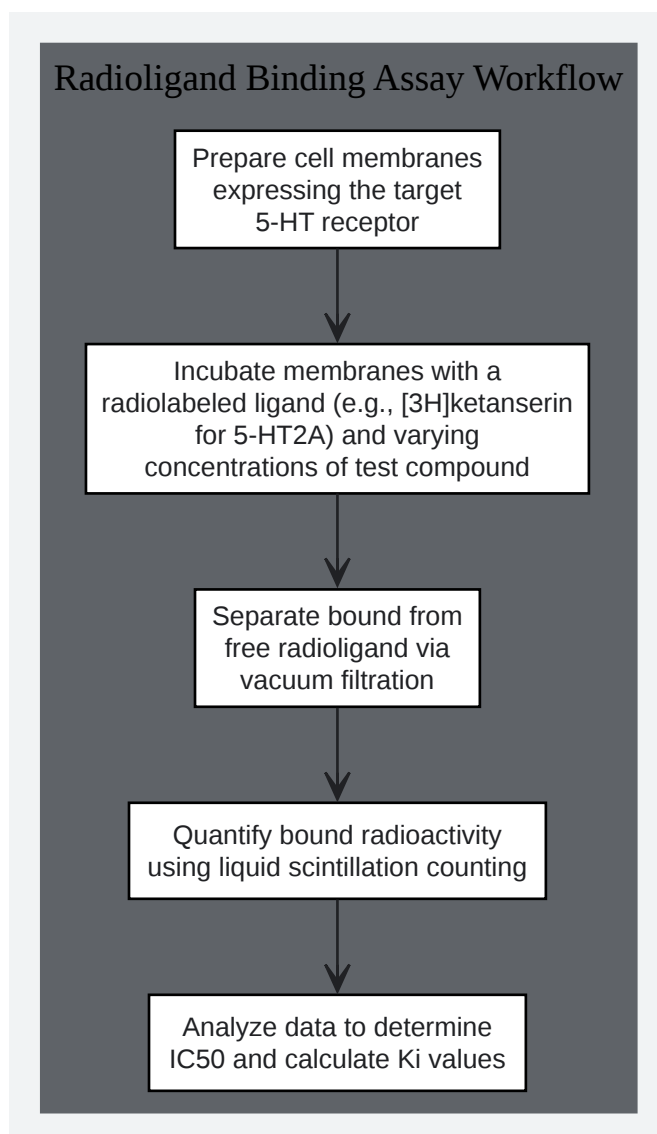 Radioligand Binding Assay Workflow
Prepare cell membranes
expressing the target
5-HT receptor
Incubate membranes with a
radiolabeled ligand (e.g., [3H]ketanserin
for 5-HT2A) and varying
concentrations of test compound
Separate bound from
free radioligand via
vacuum filtration
Quantify bound radioactivity
using liquid scintillation counting
Analyze data to determine
IC50 and calculate Ki values